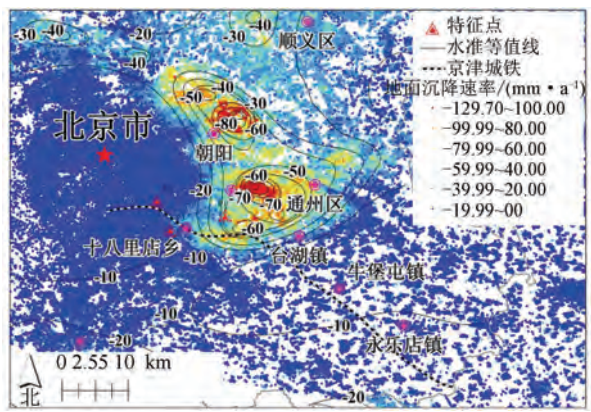 -30
-40
-20
-30
-40
顺义区
-40
-50
-40
-30
-80
-60
北京市
朝阳
-50
-20
-60
-70
-70
通州区
-60
十八里店乡
-10
台湖镇
-10
牛堡屯镇
-10
-10
永乐店镇
-20
-20
0 2.55 10 km
北
特征点
水准等值线
京津城铁
地面沉降速率/(mm·a⁻¹)
-129.70~100.00
-99.99~80.00
-79.99~60.00
-59.99~40.00
-39.99~20.00
-19.99~00